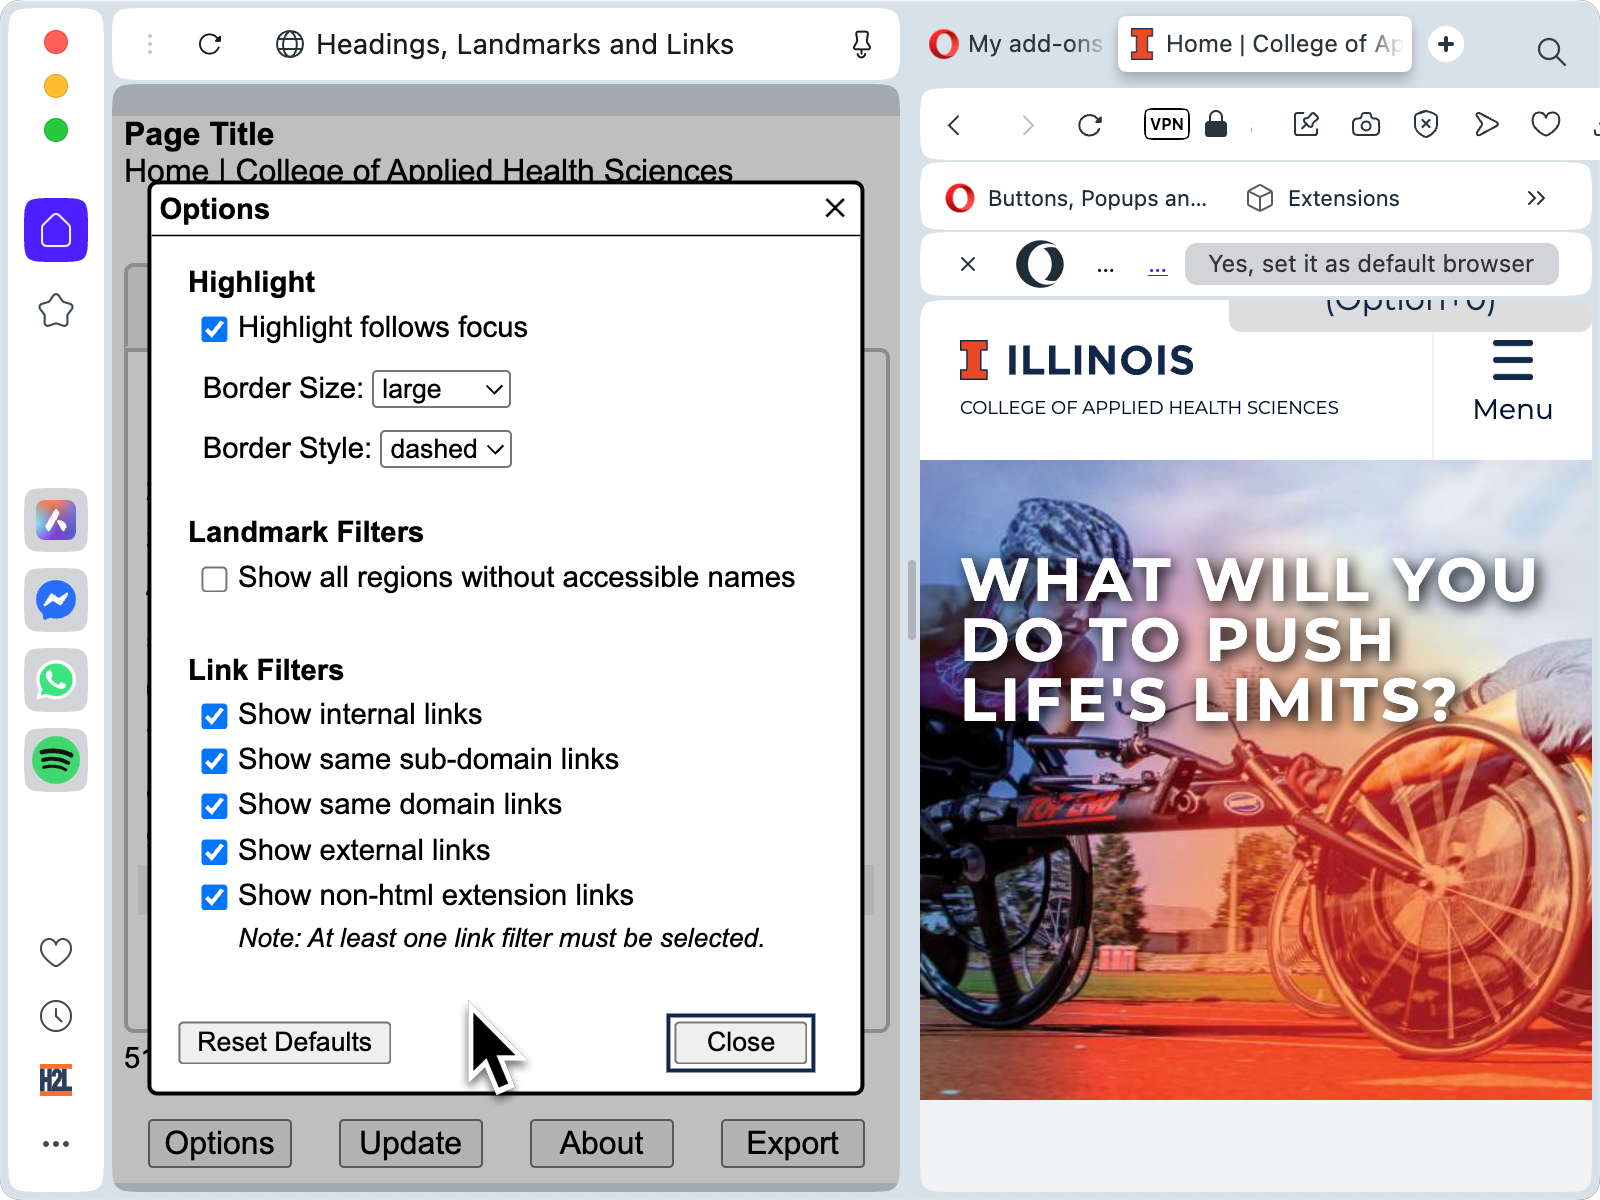 Headings, Landmarks and Links
My add-ons
Home | College of Ap
VPN
Page Title
Home | College of Applied Health Sciences
Options
Highlight
Highlight follows focus
Border Size: large
Border Style: dashed
Landmark Filters
Show all regions without accessible names
Link Filters
Show internal links
Show same sub-domain links
Show same domain links
Show external links
Show non-html extension links
Note: At least one link filter must be selected.
Reset Defaults
Close
51
Options
Update
About
Export
H2L
Buttons, Popups an...
Extensions
...
...
Yes, set it as default browser
(Option+0)
ILLINOIS
COLLEGE OF APPLIED HEALTH SCIENCES
Menu
WHAT WILL YOU
DO TO PUSH
LIFE'S LIMITS?
TOP END